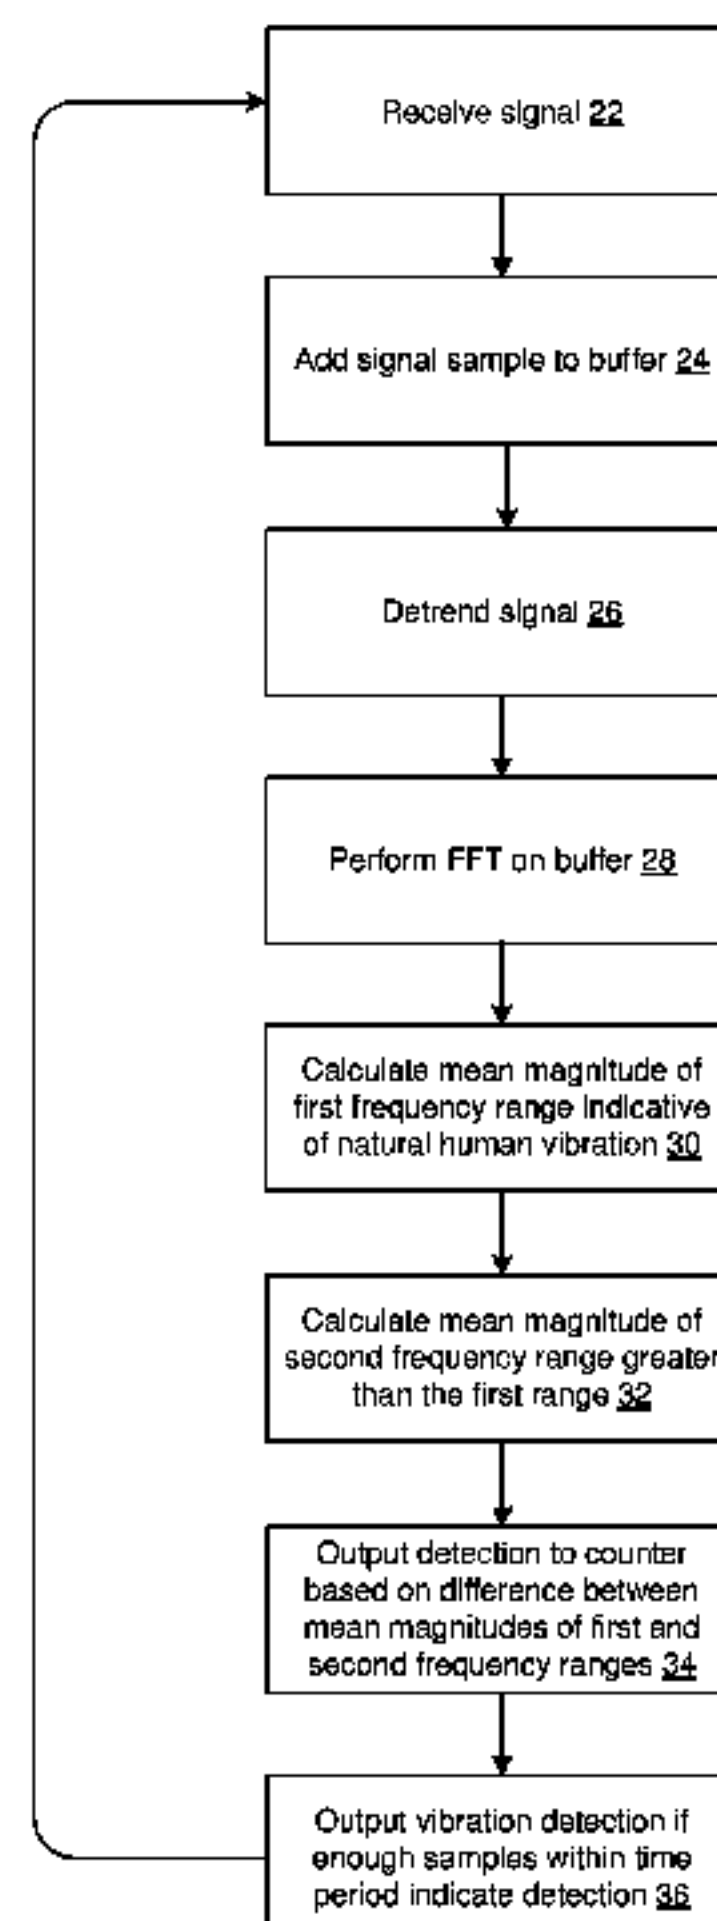 Receive signal 22
Add signal sample to buffer 24
Detrend signal 26
Perform FFT on buffer 28
Calculate mean magnitude of
first frequency range indicative
of natural human vibration 30
Calculate mean magnitude of
second frequency range greater
than the first range 32
Output detection to counter
based on difference between
mean magnitudes of first and
second frequency ranges 34
Output vibration detection if
enough samples within time
period indicate detection 36